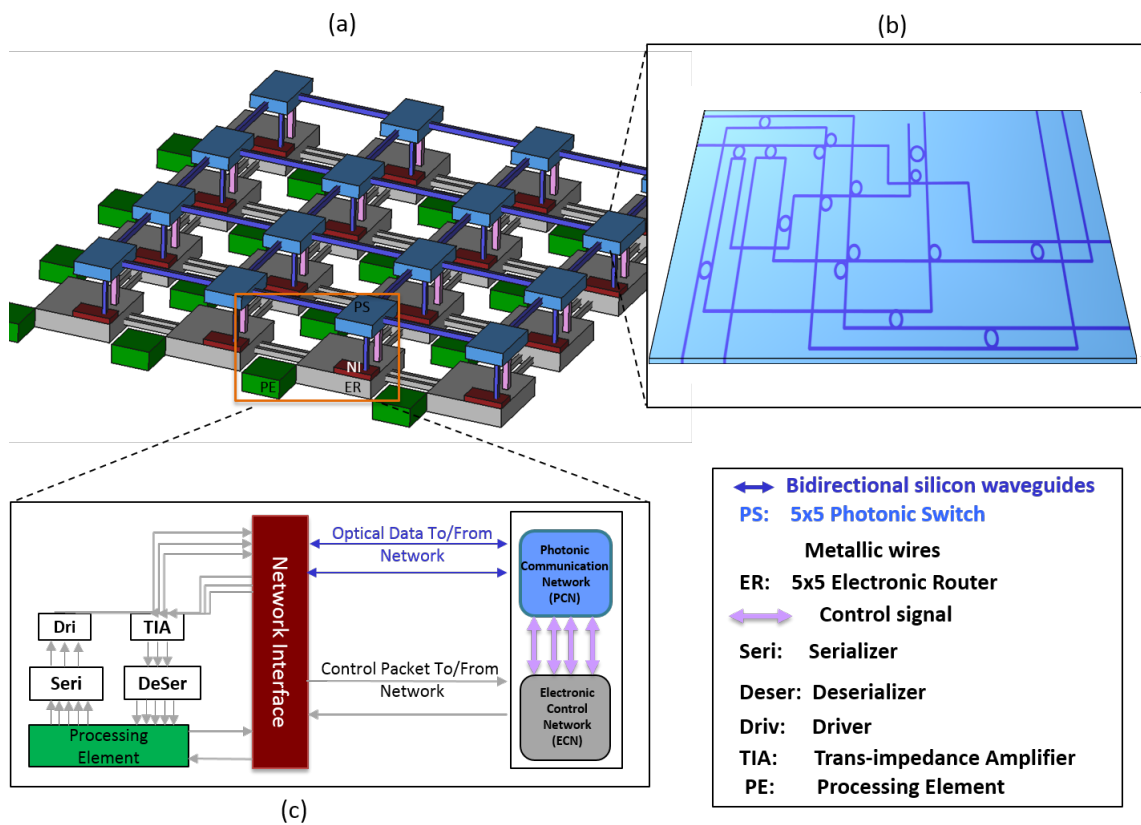 (a)
(b)
PS
NI
PE
ER
Optical Data To/From
Network
Photonic
Communication
Network
(PCN)
Network Interface
Dri
TIA
Seri
DeSer
Control Packet To/From
Network
Electronic
Control
Network
(ECN)
Processing
Element
(c)
Bidirectional silicon waveguides
PS: 5x5 Photonic Switch
Metallic wires
ER: 5x5 Electronic Router
Control signal
Seri: Serializer
Deser: Deserializer
Driv: Driver
TIA: Trans-impedance Amplifier
PE: Processing Element